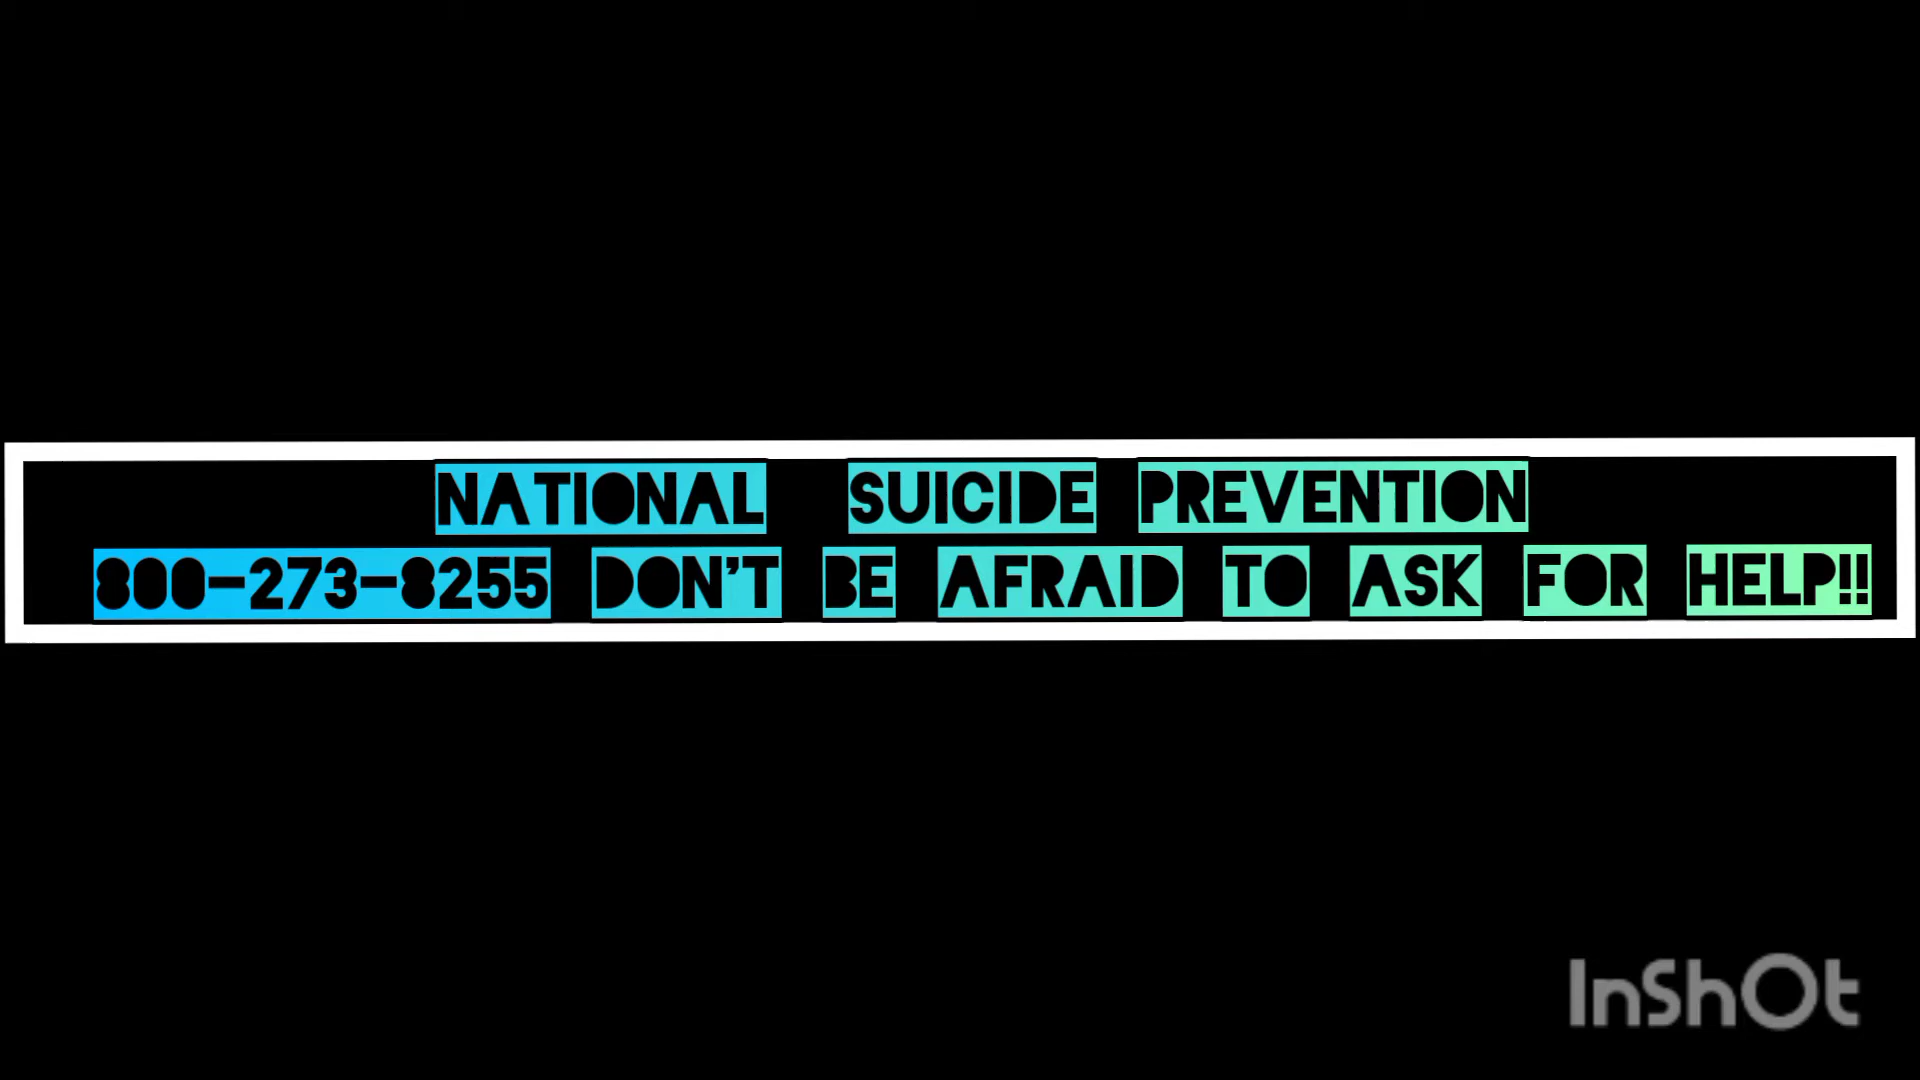 NATIONAL SUICIDE PREVENTION
800-273-8255 DON'T BE AFRAID TO ASK FOR HELP!!
InShOt